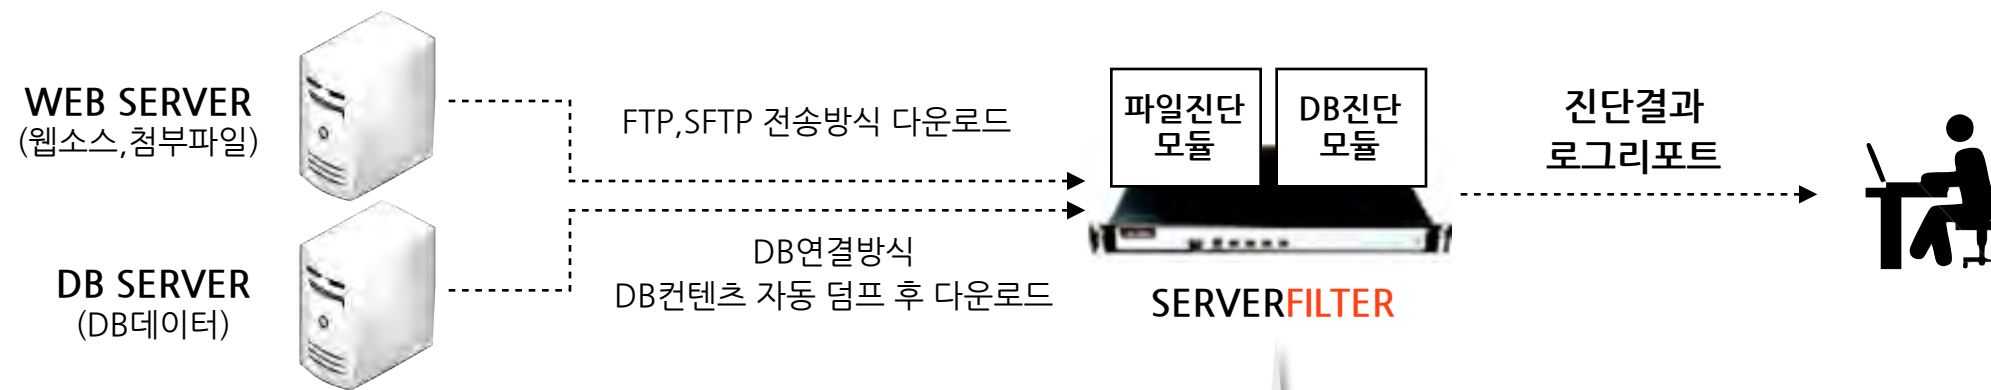 WEB SERVER
(웹소스,첨부파일)
FTP,SFTP 전송방식 다운로드
파일진단
모듈
DB진단
모듈
진단결과
로그리포트
DB SERVER
(DB데이터)
DB연결방식
DB컨텐츠 자동 덤프 후 다운로드
SERVERFILTER